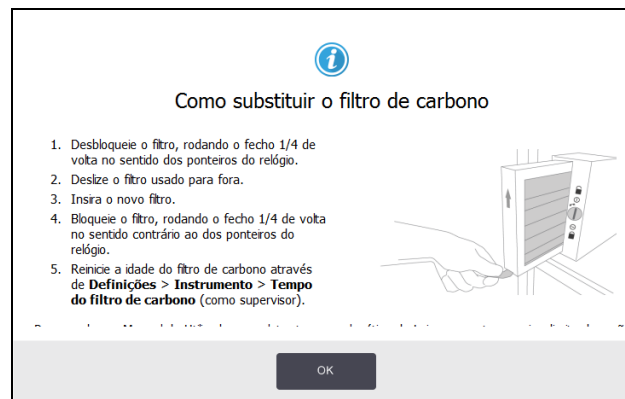 Como substituir o filtro de carbono
1. Desbloqueie o filtro, rodando o fecho 1/4 de
volta no sentido dos ponteiros do relógio.
2. Deslize o filtro usado para fora.
3. Insira o novo filtro.
4. Bloqueie o filtro, rodando o fecho 1/4 de volta
no sentido contrário ao dos ponteiros do
relógio.
5. Reinicie a idade do filtro de carbono através
de Definições > Instrumento > Tempo
do filtro de carbono (como supervisor).
OK